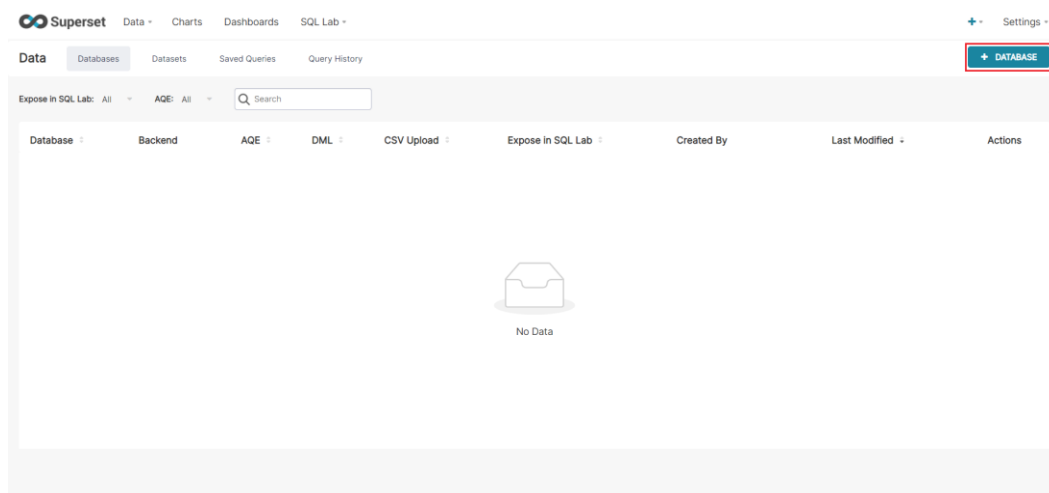 Superset Data Charts Dashboards SQL Lab + Settings
Data Databases Datasets Saved Queries Query History + DATABASE
Expose in SQL Lab: All AQE: All Search
Database Backend AQE DML CSV Upload Expose in SQL Lab Created By Last Modified Actions
No Data